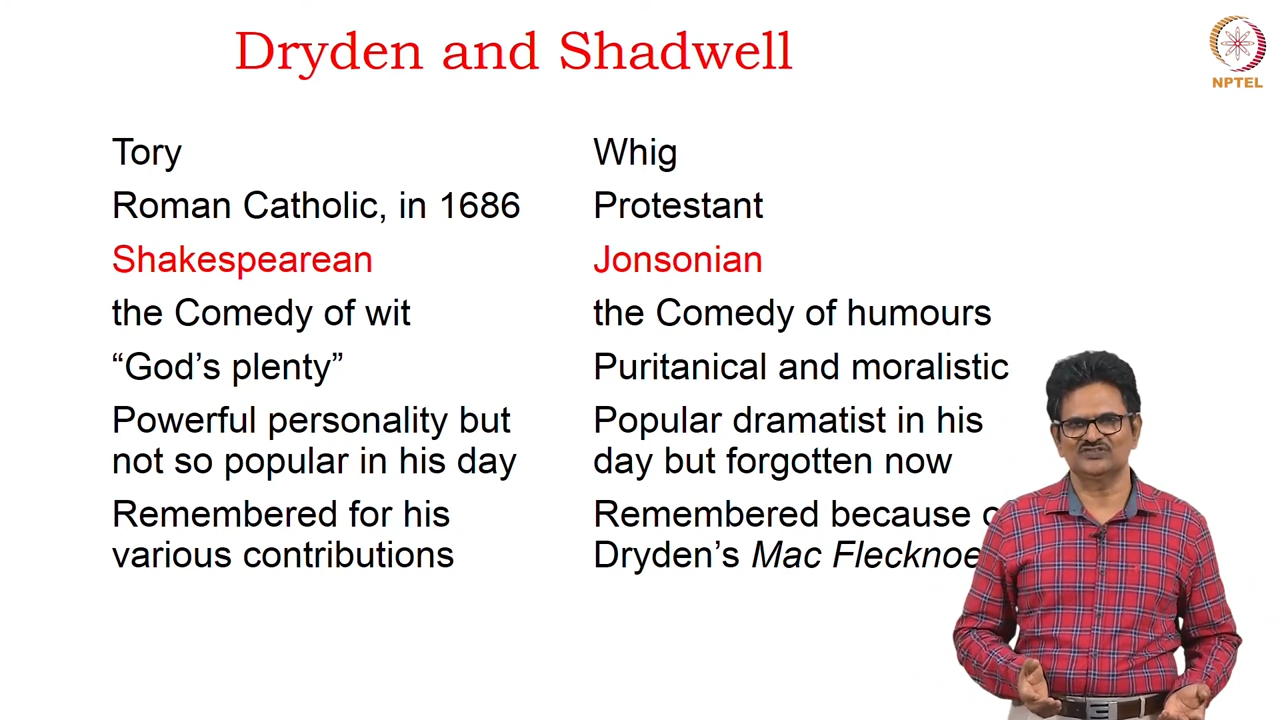 Dryden and Shadwell
NPTEL
Tory
Whig
Roman Catholic, in 1686
Protestant
Shakespearean
Jonsonian
the Comedy of wit
the Comedy of humours
“God’s plenty”
Puritanical and moralistic
Powerful personality but
not so popular in his day
Popular dramatist in his
day but forgotten now
Remembered for his
various contributions
Remembered because
Dryden’s Mac Flecknoe